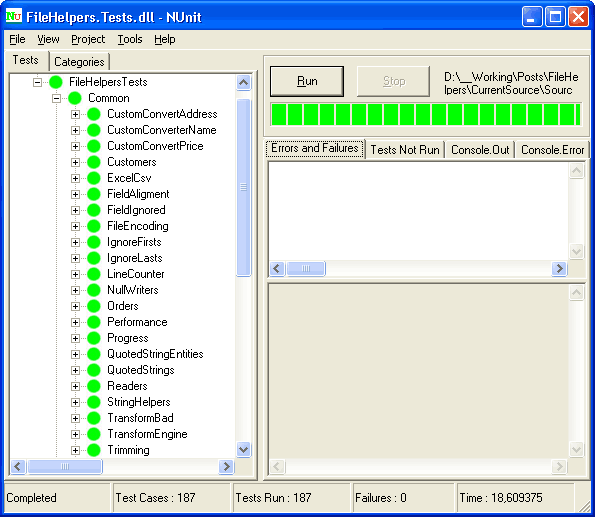 NU FileHelpers.Tests.dll - NUnit
File View Project Tools Help
Tests Categories
FileHelpersTests
Common
CustomConvertAddress
CustomConverterName
CustomConvertPrice
Customers
ExcelCsv
FieldAligment
FieldIgnored
FileEncoding
IgnoreFirsts
IgnoreLasts
LineCounter
NullWriters
Orders
Performance
Progress
QuotedStringEntities
QuotedStrings
Readers
StringHelpers
TransformBad
TransformEngine
Trimming
Run Stop
D:\__Working\Posts\FileHe
lpers\CurrentSource\Sourc
Errors and Failures Tests Not Run Console.Out Console.Error
Completed Test Cases : 187 Tests Run : 187 Failures : 0 Time : 18,609375